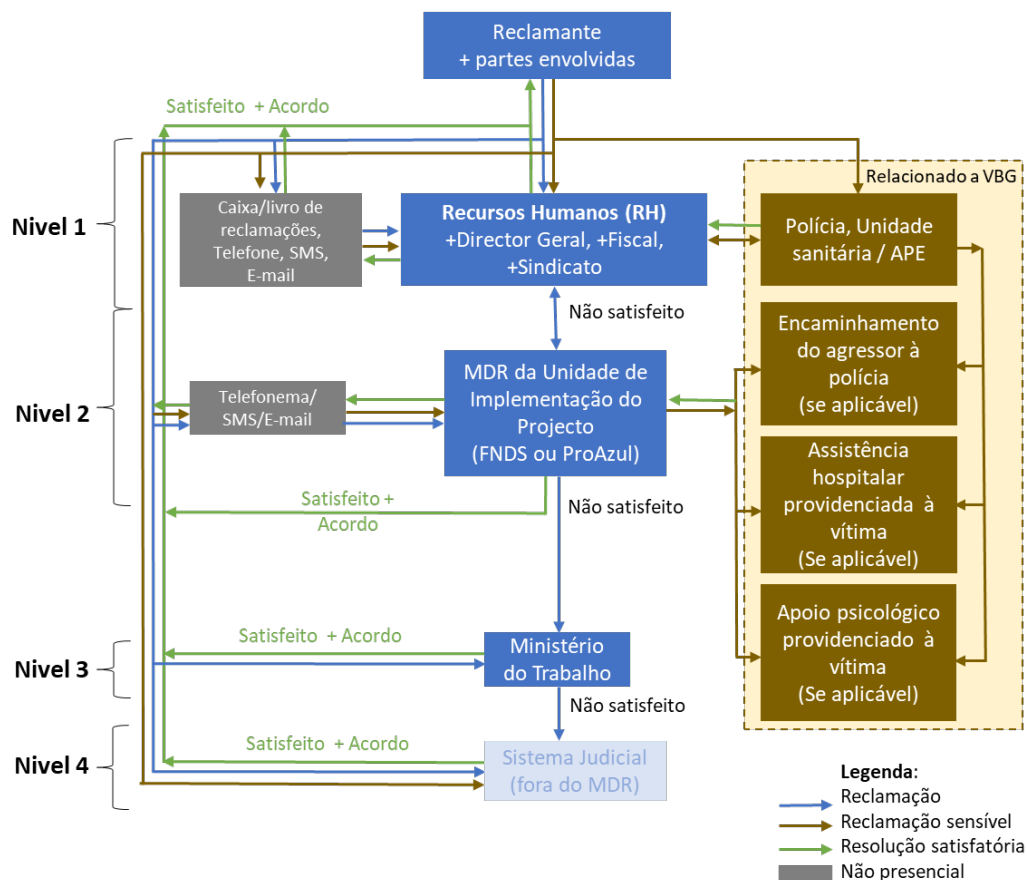 Reclamante
+ partes envolvidas
Satisfeito + Acordo
Relacionado a VBG
Nivel 1
Caixa/livro de
reclamações,
Telefone, SMS,
E-mail
Recursos Humanos (RH)
+Director Geral, +Fiscal,
+Sindicato
Polícia, Unidade
sanitária / APE
Não satisfeito
Encaminhamento
do agressor à
polícia
(se aplicável)
Nivel 2
Telefonema/
SMS/E-mail
MDR da Unidade de
Implementação do
Projecto
(FNDS ou ProAzul)
Assistência
hospitalar
providenciada à
vítima
(Se aplicável)
Satisfeito +
Acordo
Não satisfeito
Apoio psicológico
providenciado à
vítima
(Se aplicável)
Nivel 3
Satisfeito + Acordo
Ministério
do Trabalho
Não satisfeito
Nivel 4
Satisfeito + Acordo
Sistema Judicial
(fora do MDR)
Legenda:
Reclamação
Reclamação sensível
Resolução satisfatória
Não presencial